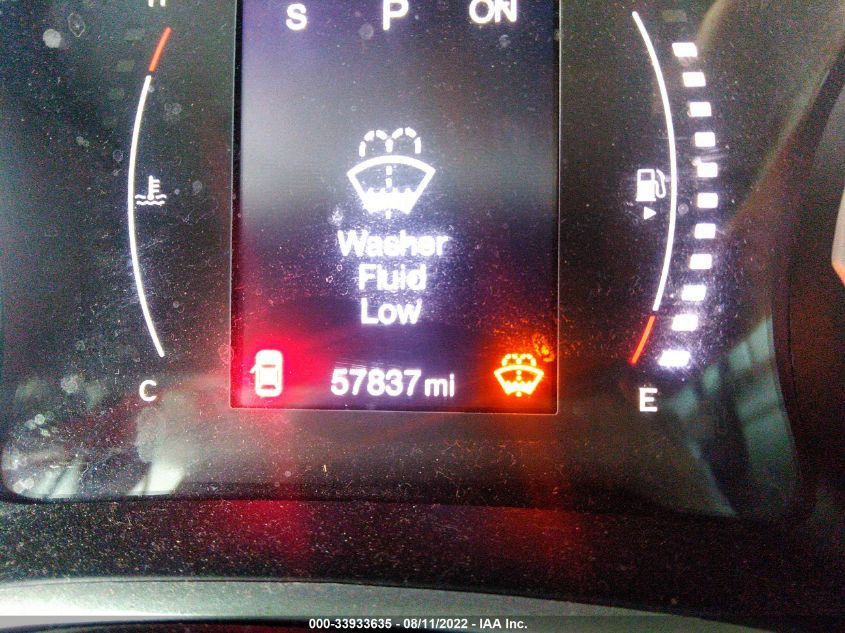 S P ON
Washer
Fluid
Low
57837 mi
C E
000-33933635 - 08/11/2022 - IAA Inc.